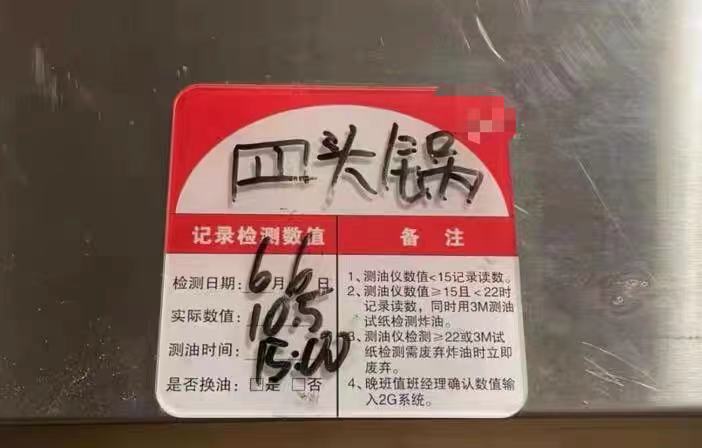 四头锅
记录检测数值
检测日期：6月6日
实际数值：10.5
测油时间：15:00
是否换油：□是 □否
备 注
1、测油仪数值<15记录读数。
2、测油仪数值≥15且<22时
记录读数，同时用3M测油
试纸检测炸油。
3、测油仪检测≥22或3M试
纸检测需废弃炸油时立即
废弃。
4、晚班值班经理确认数值输
入2G系统。